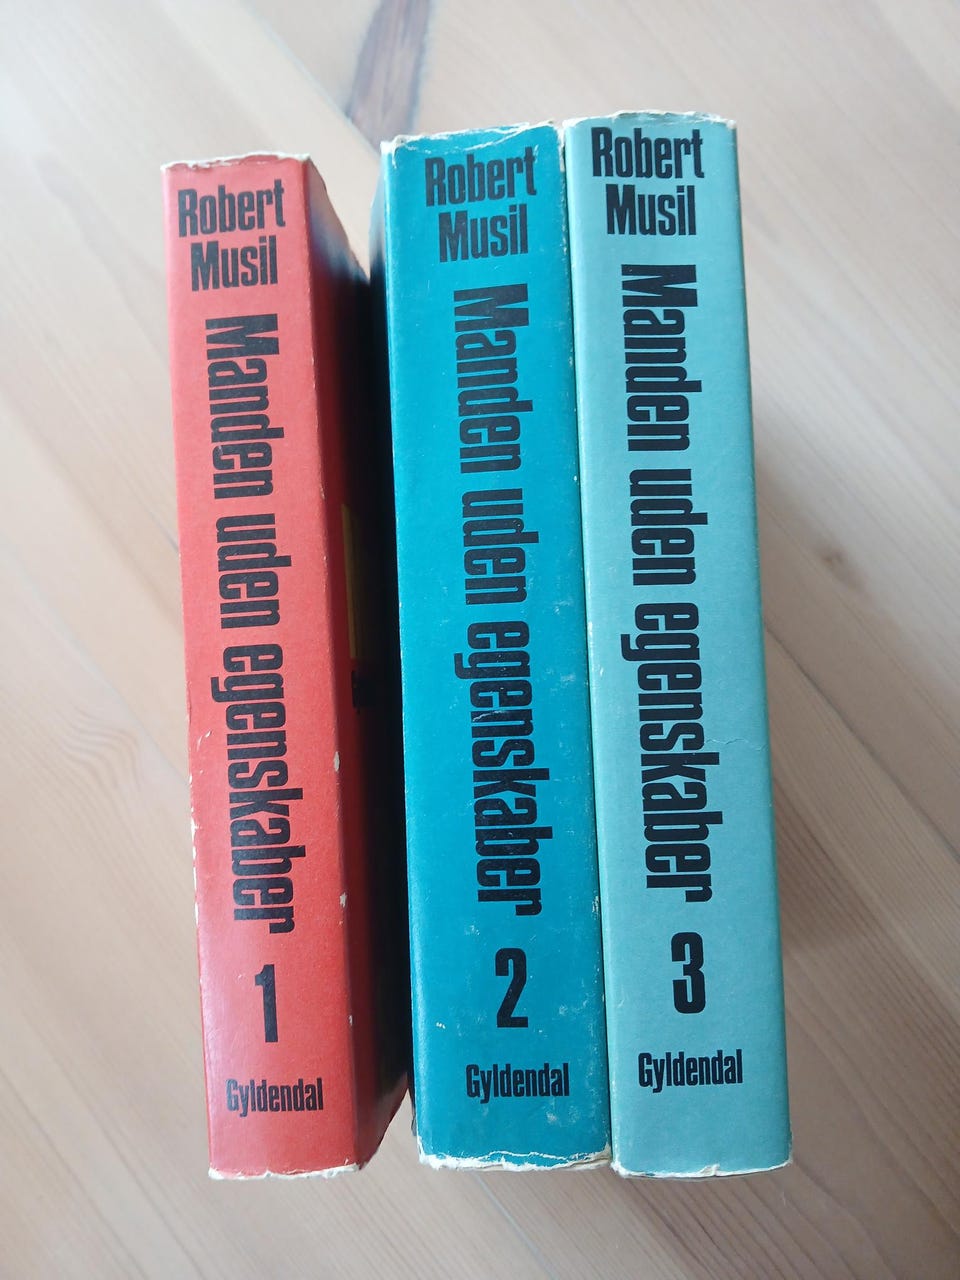 Robert
Musil
Manden uden egenskaber
1
Gyldendal
Robert
Musil
Manden uden egenskaber
2
Gyldendal
Robert
Musil
Manden uden egenskaber
3
Gyldendal